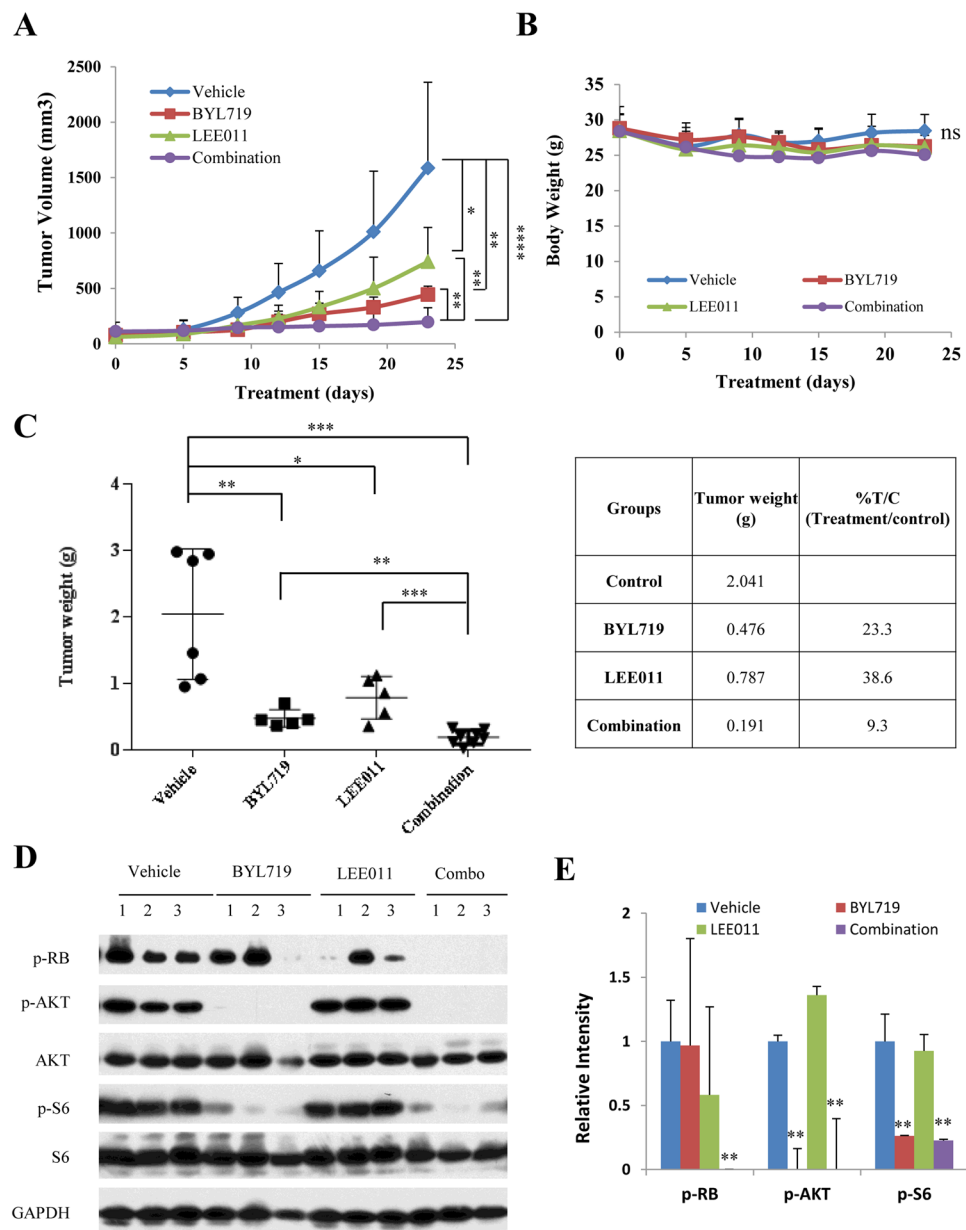 A
2500
2000
1500
1000
500
0
Tumor Volume (mm3)
Vehicle
BYL719
LEE011
Combination
*
**
****
**
**
0 5 10 15 20 25
Treatment (days)
B
35
30
25
20
15
10
5
0
Body Weight (g)
ns
Vehicle
BYL719
LEE011
Combination
0 5 10 15 20 25
Treatment (days)
C
***
*
**
**
***
4
3
2
1
0
Tumor weight (g)
Vehicle
BYL719
LEE011
Combination
Groups Tumor weight (g) %T/C (Treatment/control)
Control 2.041
BYL719 0.476 23.3
LEE011 0.787 38.6
Combination 0.191 9.3
D
Vehicle BYL719 LEE011 Combo
1 2 3 1 2 3 1 2 3 1 2 3
p-RB
p-AKT
AKT
p-S6
S6
GAPDH
E
Vehicle
BYL719
LEE011
Combination
2
1.5
1
0.5
0
Relative Intensity
**
**
**
**
**
p-RB p-AKT p-S6